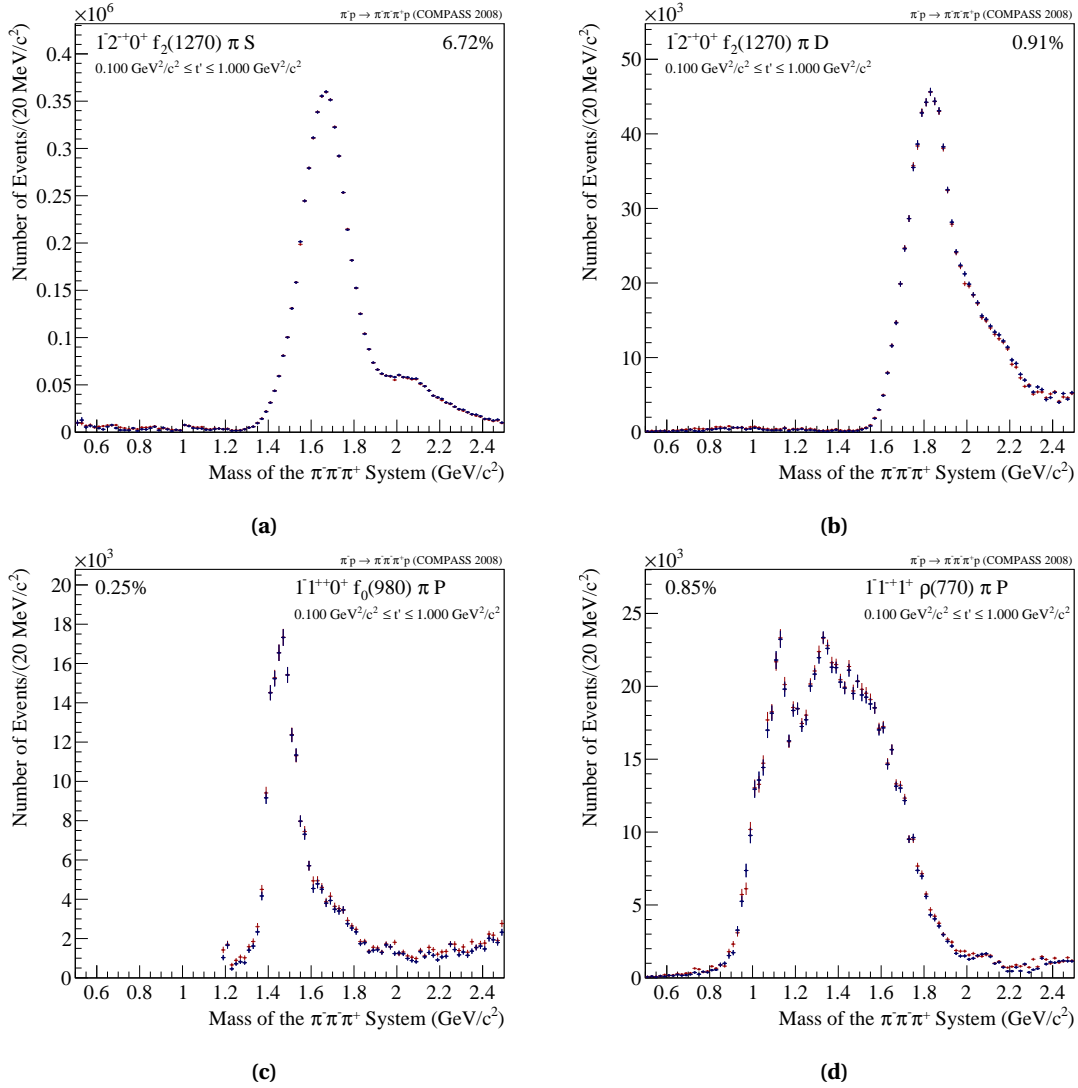 π⁻p → π⁻π⁻π⁺p (COMPASS 2008)
×10⁶
1⁻2⁻⁺0⁺ f₂(1270) π S 6.72%
0.100 GeV²/c² ≤ t' ≤ 1.000 GeV²/c²
Number of Events/(20 MeV/c²)
0.4
0.35
0.3
0.25
0.2
0.15
0.1
0.05
0
0.6 0.8 1 1.2 1.4 1.6 1.8 2 2.2 2.4
Mass of the π⁻π⁻π⁺ System (GeV/c²)
(a)
π⁻p → π⁻π⁻π⁺p (COMPASS 2008)
×10³
1⁻2⁻⁺0⁺ f₂(1270) π D 0.91%
0.100 GeV²/c² ≤ t' ≤ 1.000 GeV²/c²
Number of Events/(20 MeV/c²)
50
40
30
20
10
0
0.6 0.8 1 1.2 1.4 1.6 1.8 2 2.2 2.4
Mass of the π⁻π⁻π⁺ System (GeV/c²)
(b)
π⁻p → π⁻π⁻π⁺p (COMPASS 2008)
×10³
0.25% 1⁻1⁺⁺0⁺ f₀(980) π P
0.100 GeV²/c² ≤ t' ≤ 1.000 GeV²/c²
Number of Events/(20 MeV/c²)
20
18
16
14
12
10
8
6
4
2
0
0.6 0.8 1 1.2 1.4 1.6 1.8 2 2.2 2.4
Mass of the π⁻π⁻π⁺ System (GeV/c²)
(c)
π⁻p → π⁻π⁻π⁺p (COMPASS 2008)
×10³
0.85% 1⁻1⁻⁺1⁺ ρ(770) π P
0.100 GeV²/c² ≤ t' ≤ 1.000 GeV²/c²
Number of Events/(20 MeV/c²)
25
20
15
10
5
0
0.6 0.8 1 1.2 1.4 1.6 1.8 2 2.2 2.4
Mass of the π⁻π⁻π⁺ System (GeV/c²)
(d)